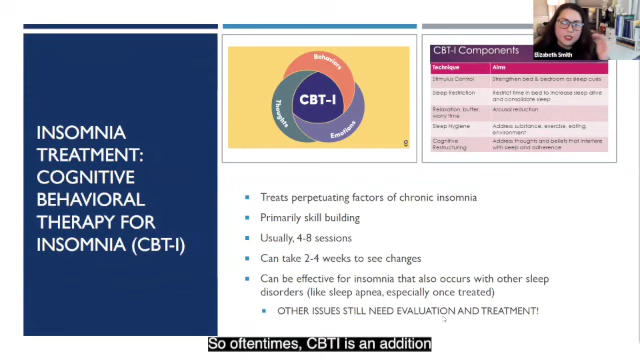 INSOMNIA
TREATMENT:
COGNITIVE
BEHAVIORAL
THERAPY FOR
INSOMNIA (CBT-I)
Behaviors
Thoughts
CBT-I
Emotions
CBT-I Components
Elizabeth Smith
Technique Aims
Stimulus Control Strengthen bed & bedroom as sleep cues
Sleep Restriction Restrict time in bed to increase sleep drive
and consolidate sleep
Relaxation, buffer, Arousal reduction
worry time
Sleep Hygiene Address substance, exercise, eating,
environment
Cognitive Address thoughts and beliefs that interfere
Restructuring with sleep and adherence
Treats perpetuating factors of chronic insomnia
Primarily skill building
Usually, 4-8 sessions
Can take 2-4 weeks to see changes
Can be effective for insomnia that also occurs with other sleep
disorders (like sleep apnea, especially once treated)
OTHER ISSUES STILL NEED EVALUATION AND TREATMENT!
So oftentimes, CBTI is an addition